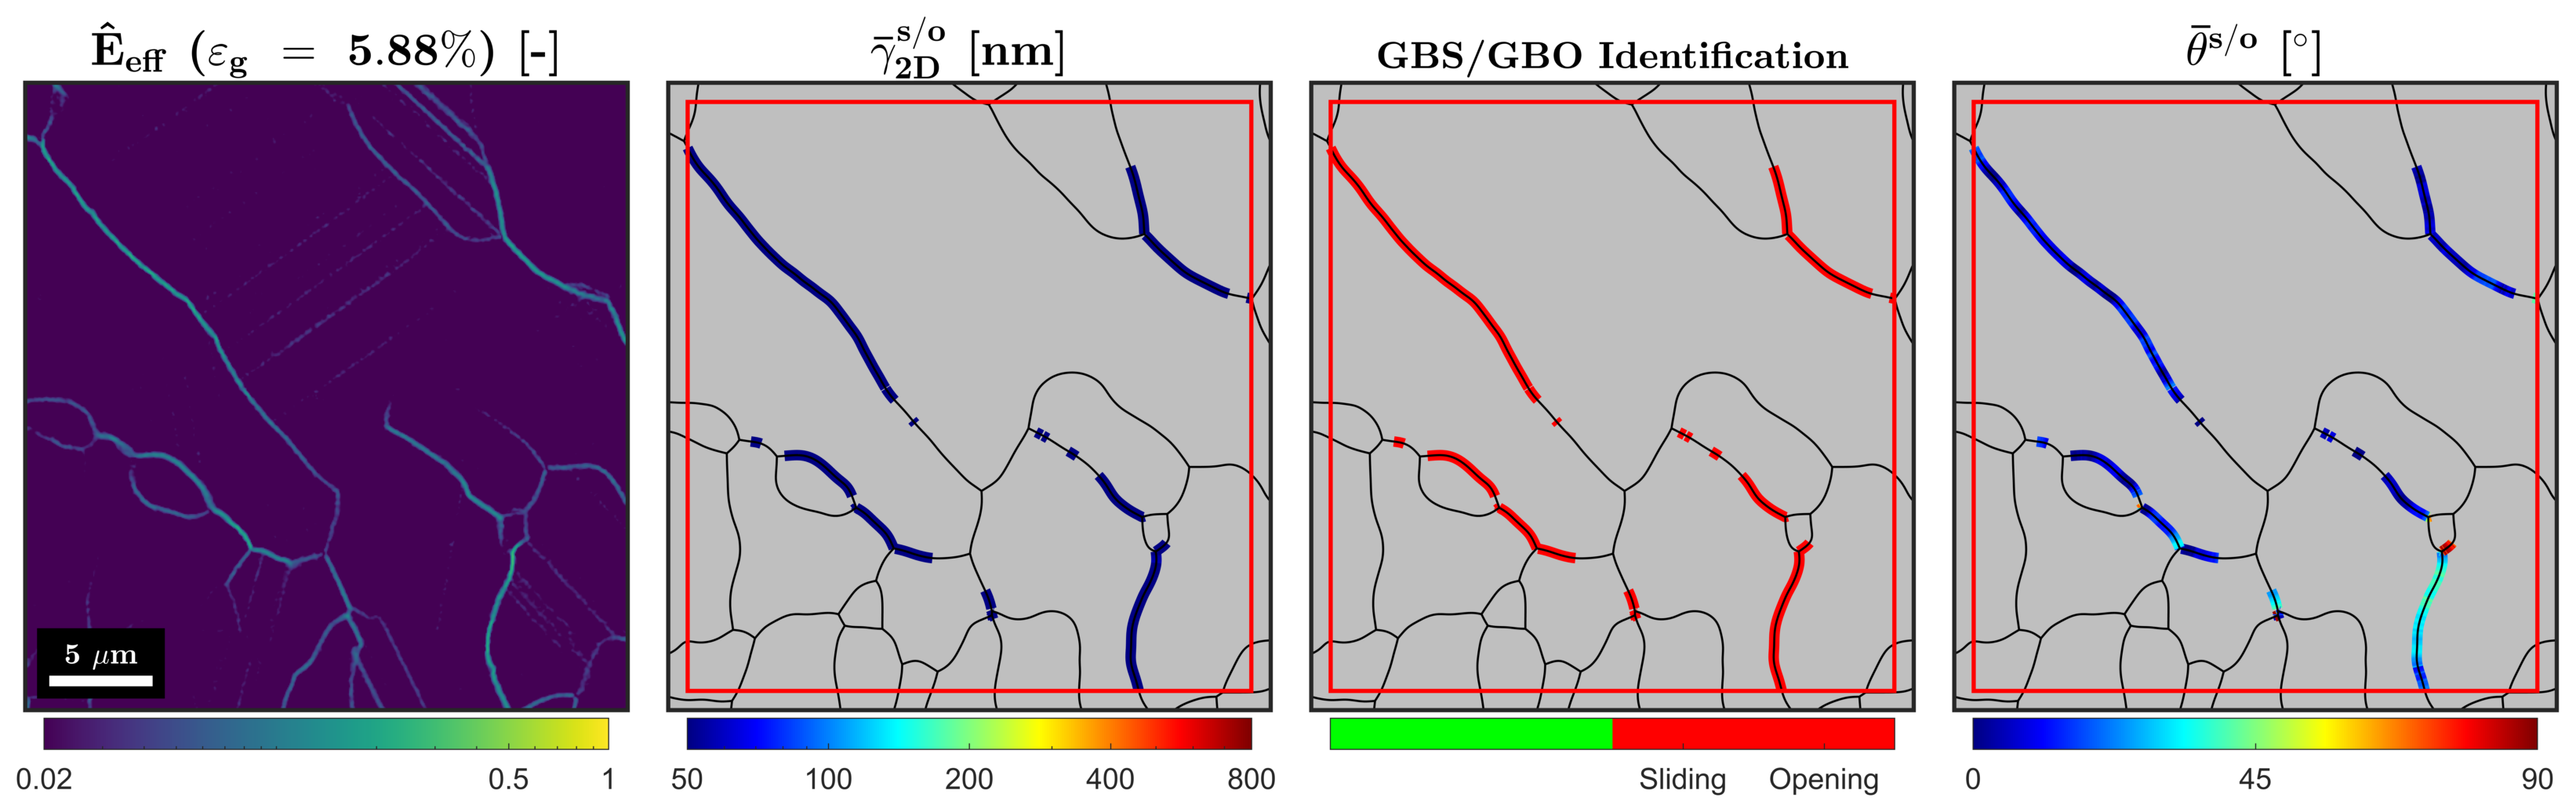 Ê_eff (ε_g = 5.88%) [-]
γ̄_2D^s/o [nm]
GBS/GBO Identification
θ̄^s/o [°]
5 μm
0.02 0.5 1
50 100 200 400 800
Sliding Opening
0 45 90